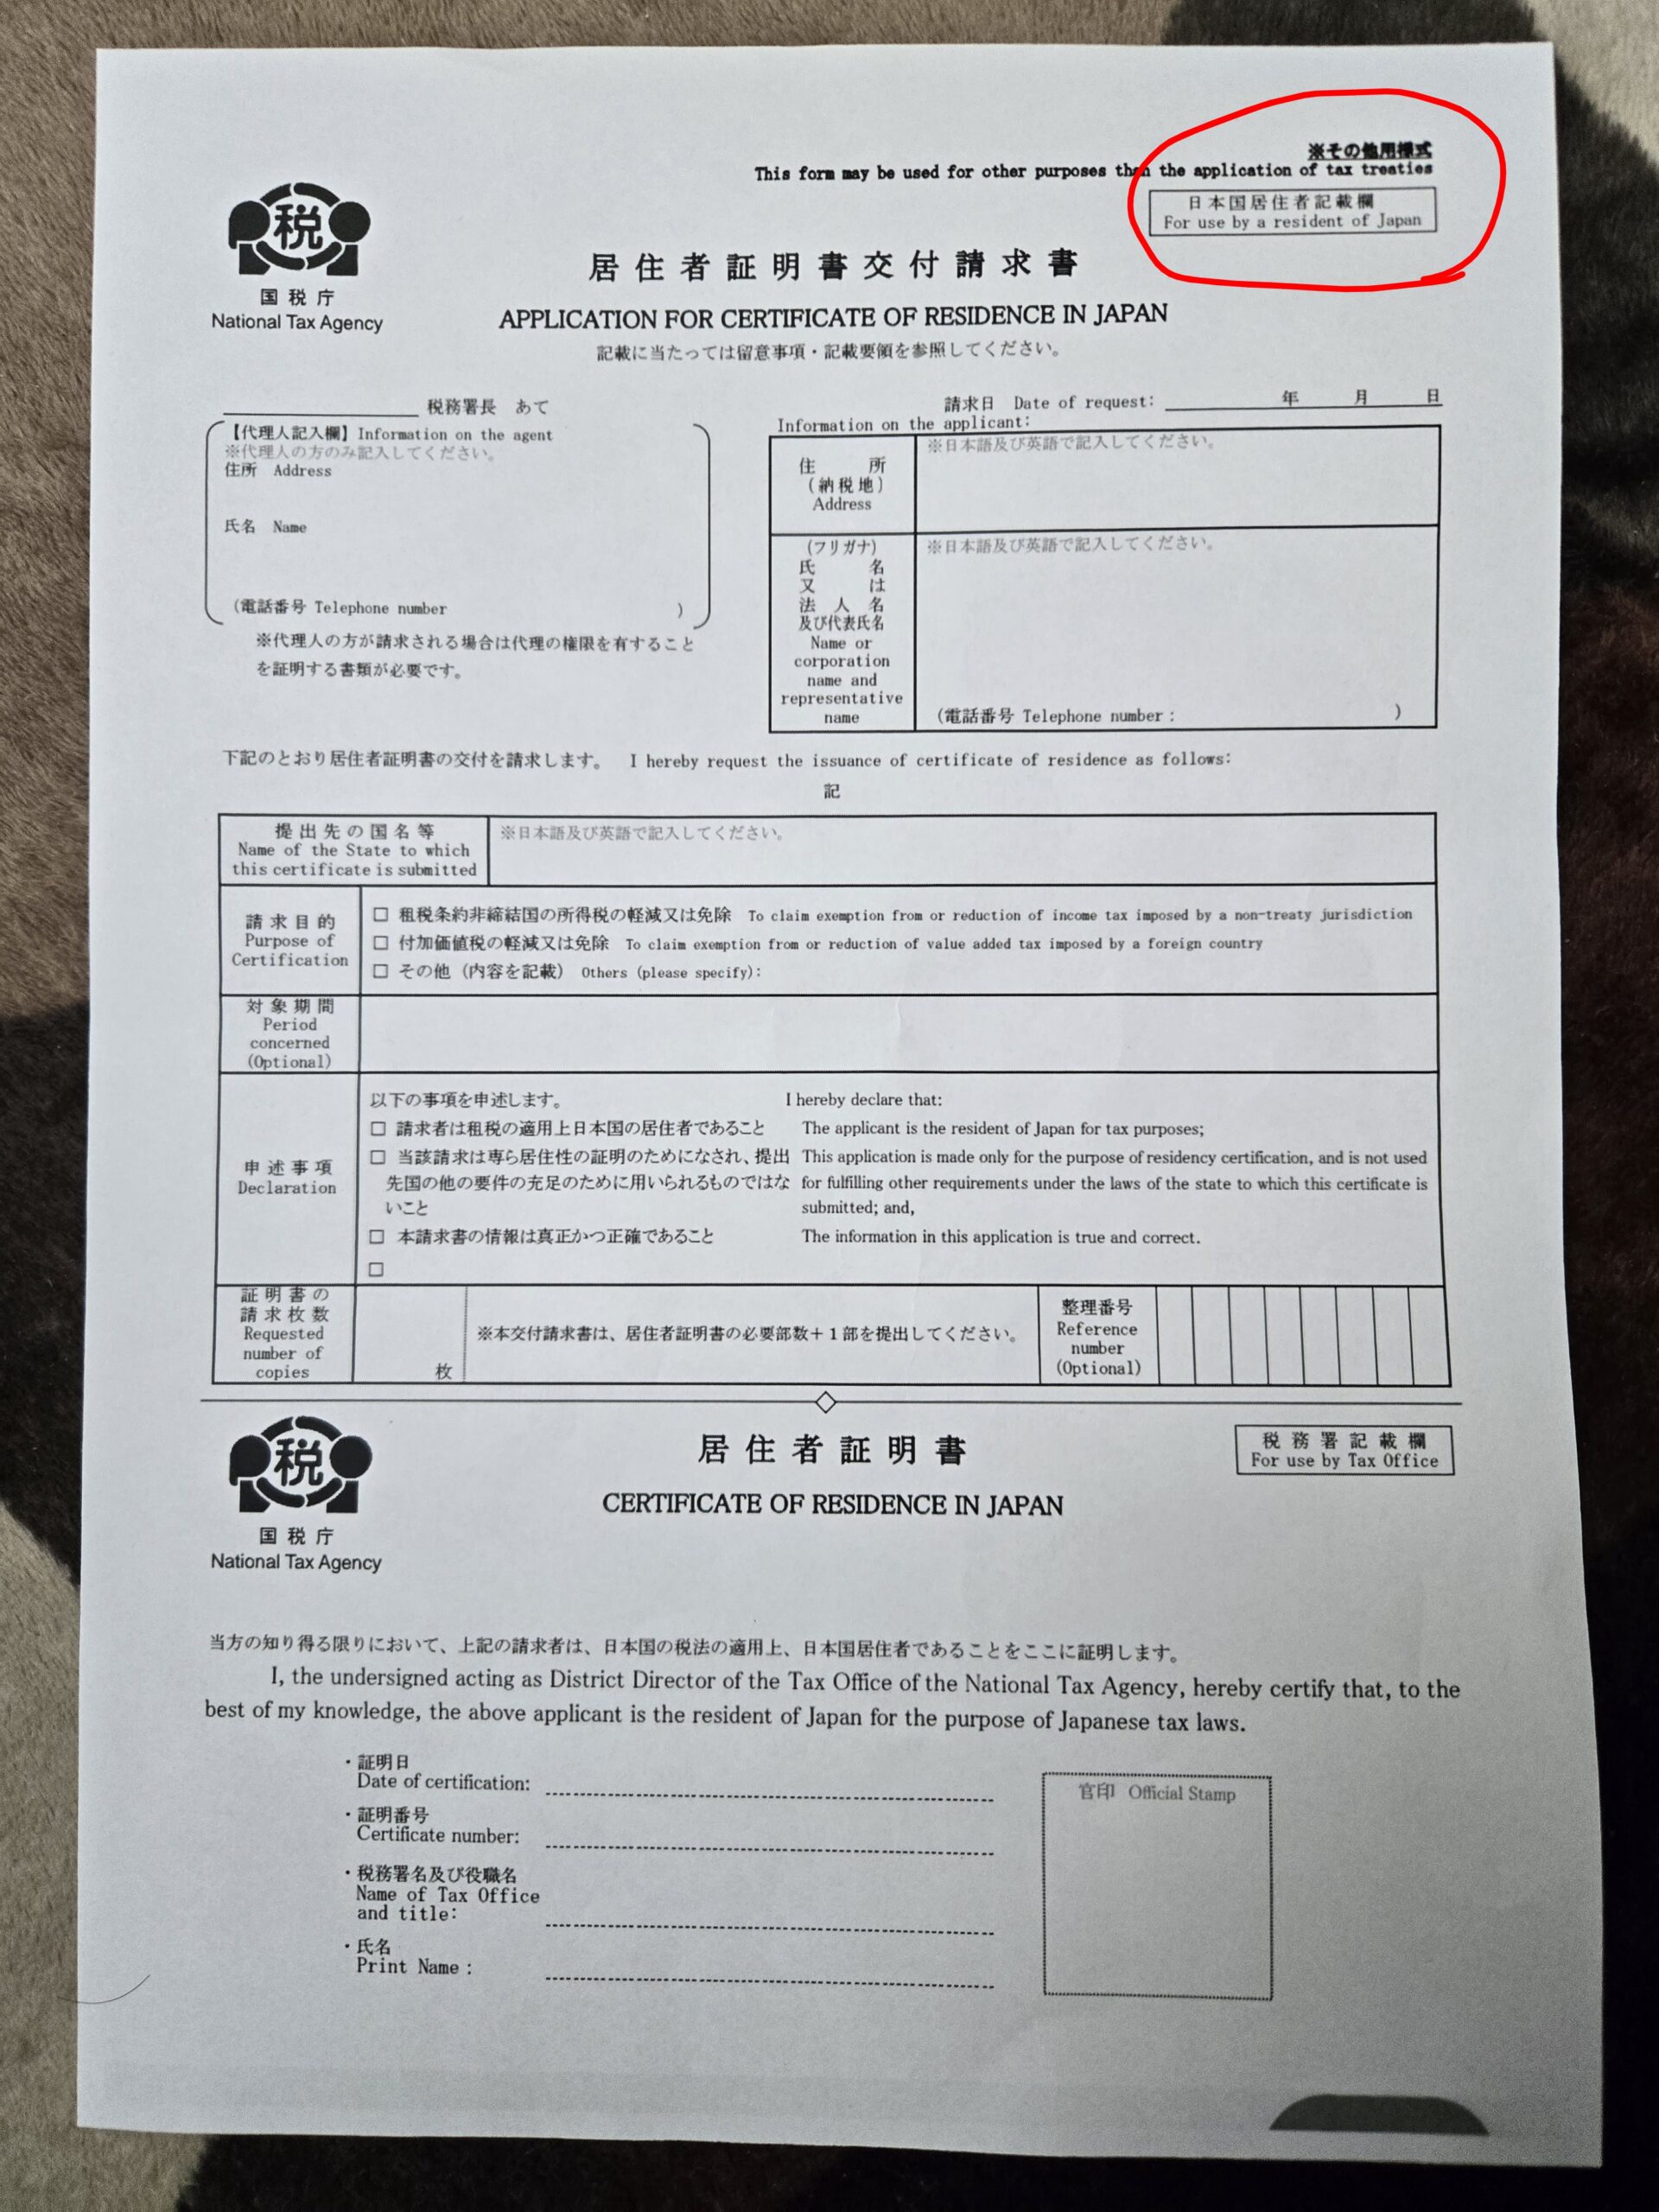 ※その他用様式
This form may be used for other purposes than the application of tax treaties
日本国居住者記載欄
For use by a resident of Japan
税
国税庁
National Tax Agency
居住者証明書交付請求書
APPLICATION FOR CERTIFICATE OF RESIDENCE IN JAPAN
記載に当たっては留意事項・記載要領を参照してください。
税務署長 あて
請求日 Date of request: 年 月 日
【代理人記入欄】Information on the agent
※代理人の方のみ記入してください。
住所 Address
氏名 Name
(電話番号 Telephone number )
※代理人の方が請求される場合は代理の権限を有すること
を証明する書類が必要です。
Information on the applicant:
住 所
(納税地)
Address
※日本語及び英語で記入してください。
(フリガナ)
氏 名
又 は
法 人 名
及び代表氏名
Name or
corporation
name and
representative
name
※日本語及び英語で記入してください。
(電話番号 Telephone number : )
下記のとおり居住者証明書の交付を請求します。 I hereby request the issuance of certificate of residence as follows:
記
提出先の国名等
Name of the State to which
this certificate is submitted
※日本語及び英語で記入してください。
請求目的
Purpose of
Certification
□ 租税条約非締結国の所得税の軽減又は免除 To claim exemption from or reduction of income tax imposed by a non-treaty jurisdiction
□ 付加価値税の軽減又は免除 To claim exemption from or reduction of value added tax imposed by a foreign country
□ その他(内容を記載) Others (please specify):
対象期間
Period
concerned
(Optional)
申述事項
Declaration
以下の事項を申述します。 I hereby declare that:
□ 請求者は租税の適用上日本国の居住者であること The applicant is the resident of Japan for tax purposes;
□ 当該請求は専ら居住性の証明のためになされ、提出 This application is made only for the purpose of residency certification, and is not used
先国の他の要件の充足のために用いられるものではな for fulfilling other requirements under the laws of the state to which this certificate is
いこと submitted; and,
□ 本請求書の情報は真正かつ正確であること The information in this application is true and correct.
□
証明書の
請求枚数
Requested
number of
copies
枚
※本交付請求書は、居住者証明書の必要部数+1部を提出してください。
整理番号
Reference
number
(Optional)
税
国税庁
National Tax Agency
居住者証明書
CERTIFICATE OF RESIDENCE IN JAPAN
税務署記載欄
For use by Tax Office
当方の知り得る限りにおいて、上記の請求者は、日本国の税法の適用上、日本国居住者であることをここに証明します。
I, the undersigned acting as District Director of the Tax Office of the National Tax Agency, hereby certify that, to the
best of my knowledge, the above applicant is the resident of Japan for the purpose of Japanese tax laws.
・証明日
Date of certification:
・証明番号
Certificate number:
・税務署名及び役職名
Name of Tax Office
and title:
・氏名
Print Name :
官印 Official Stamp